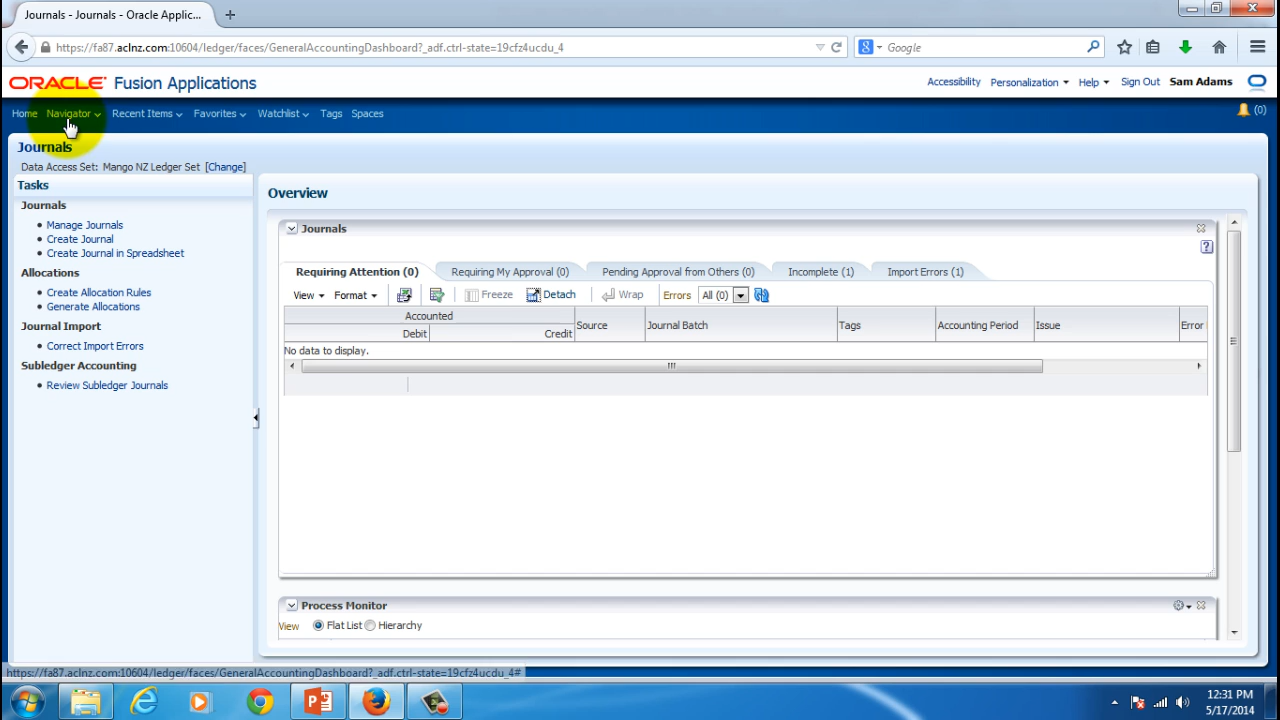 Journals - Journals - Oracle Applic...
https://fa87.aclnz.com:10604/ledger/faces/GeneralAccountingDashboard?_adf.ctrl-state=19cfz4ucdu_4
Google
ORACLE Fusion Applications
Accessibility Personalization Help Sign Out Sam Adams
Home Navigator Recent Items Favorites Watchlist Tags Spaces (0)
Journals
Data Access Set: Mango NZ Ledger Set [Change]
Tasks
Journals
Manage Journals
Create Journal
Create Journal in Spreadsheet
Allocations
Create Allocation Rules
Generate Allocations
Journal Import
Correct Import Errors
Subledger Accounting
Review Subledger Journals
Overview
Journals
Requiring Attention (0) Requiring My Approval (0) Pending Approval from Others (0) Incomplete (1) Import Errors (1)
View Format Freeze Detach Wrap Errors All (0)
Accounted
Debit Credit Source Journal Batch Tags Accounting Period Issue Error
No data to display.
Process Monitor
View Flat List Hierarchy
https://fa87.aclnz.com:10604/ledger/faces/GeneralAccountingDashboard?_adf.ctrl-state=19cfz4ucdu_4#
12:31 PM
5/17/2014